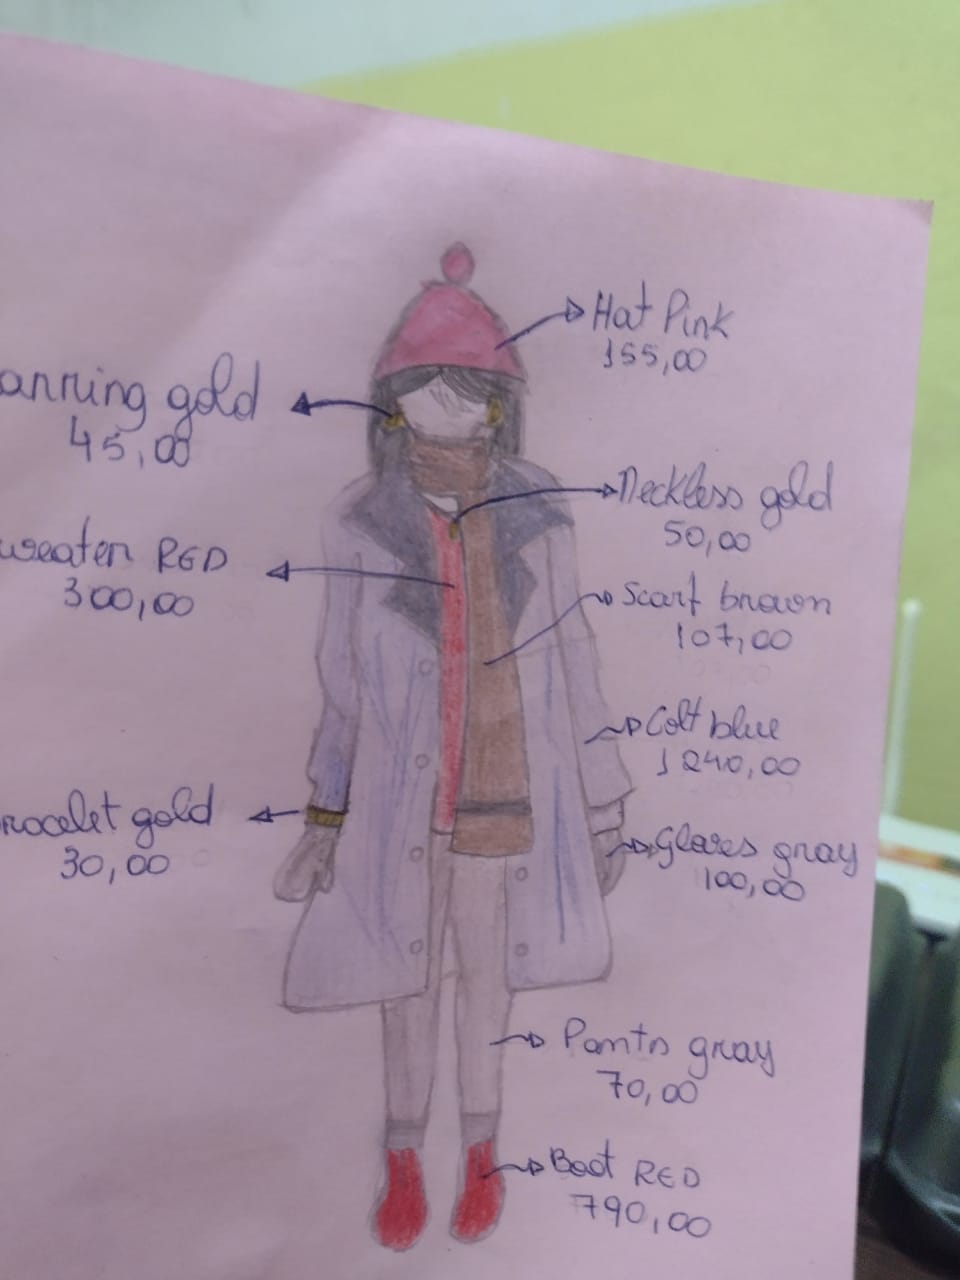 Hat Pink
155,00
anring gold
45,00
Neckless gold
50,00
weater RED
300,00
Scarf brown
107,00
Colt blue
1240,00
racelet gold
30,00
Gloves gray
100,00
Pants gray
70,00
Boot RED
790,00